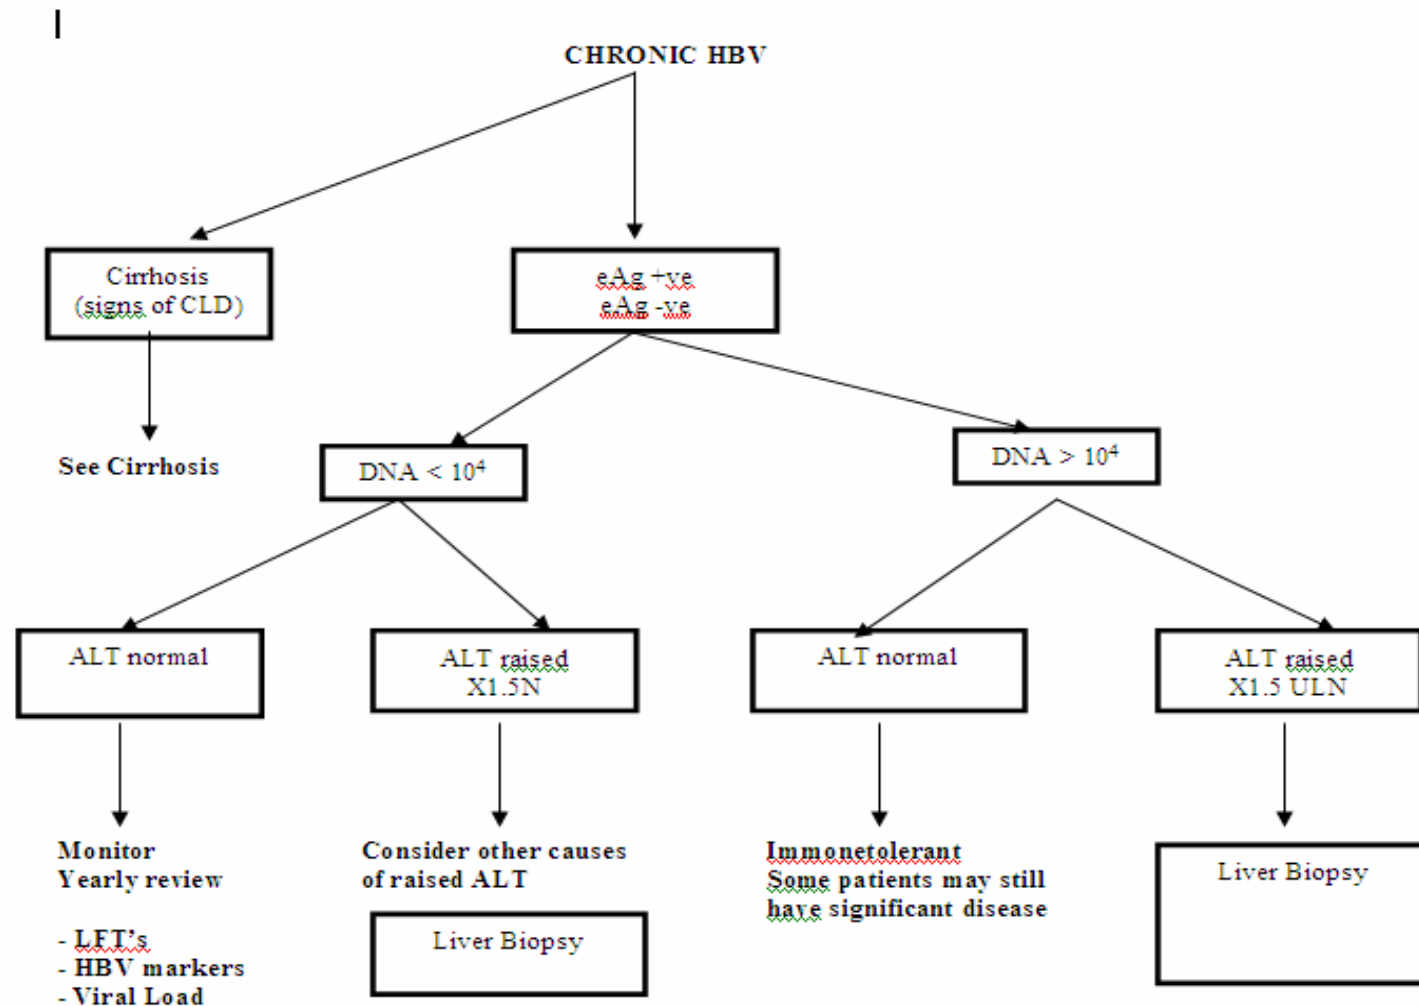 CHRONIC HBV
Cirrhosis
(signs of CLD)
eAg +ve
eAg -ve
See Cirrhosis
DNA < 10⁴
DNA > 10⁴
ALT normal
ALT raised
X1.5N
ALT normal
ALT raised
X1.5 ULN
Monitor
Yearly review
- LFT's
- HBV markers
- Viral Load
Consider other causes
of raised ALT
Liver Biopsy
Immonetolerant
Some patients may still
have significant disease
Liver Biopsy